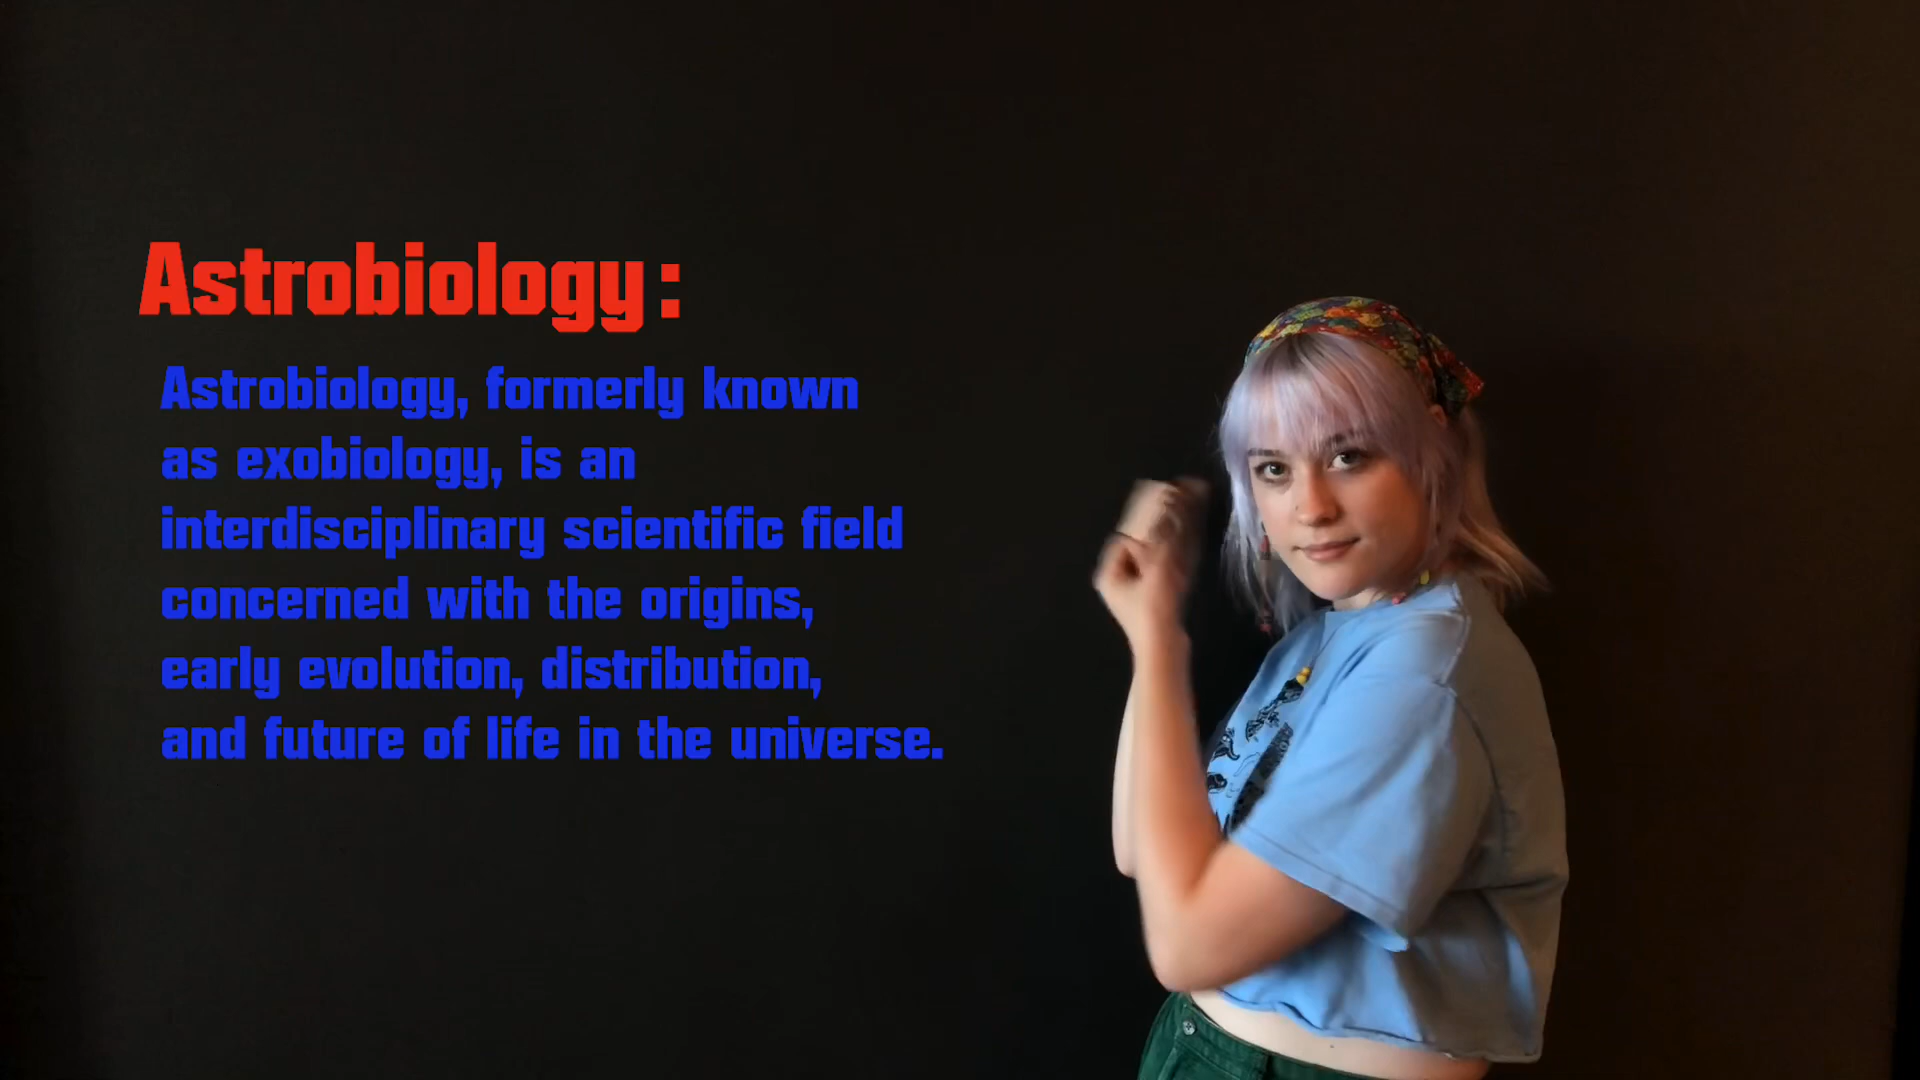 Astrobiology:
Astrobiology, formerly known
as exobiology, is an
interdisciplinary scientific field
concerned with the origins,
early evolution, distribution,
and future of life in the universe.